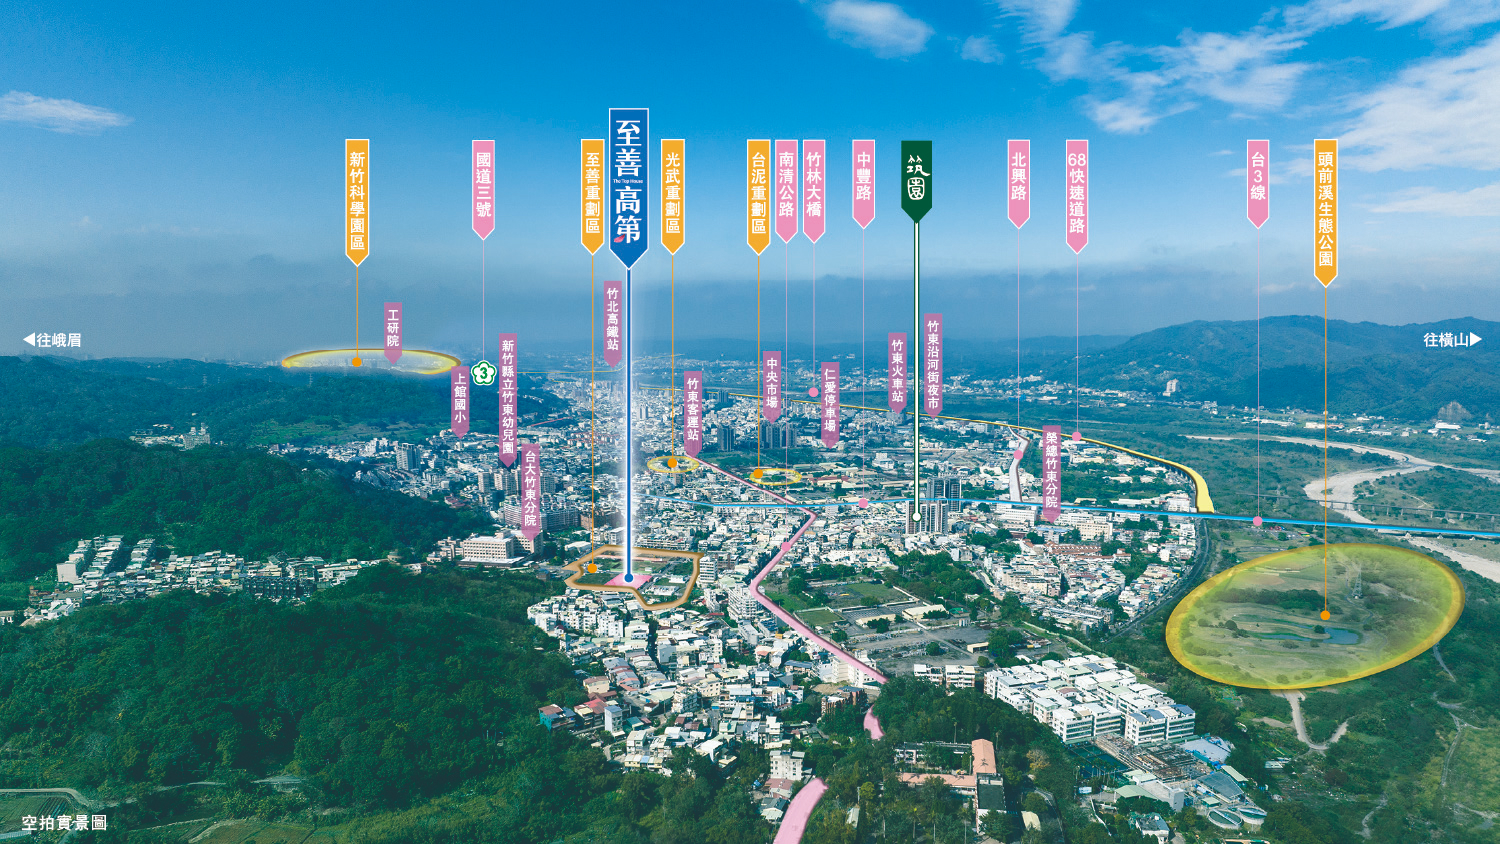 至善高第
The Top House
新竹科學園區
國道三號
至善重劃區
光武重劃區
台泥重劃區
南清公路
竹林大橋
中豐路
筑園
北興路
68快速道路
台3線
頭前溪生態公園
工研院
上館國小
3
新竹縣立竹東幼兒園
台大竹東分院
竹北高鐵站
竹東客運站
中央市場
仁愛停車場
竹東火車站
竹東沿河街夜市
榮總竹東分院
◀往峨眉
往橫山▶
空拍實景圖